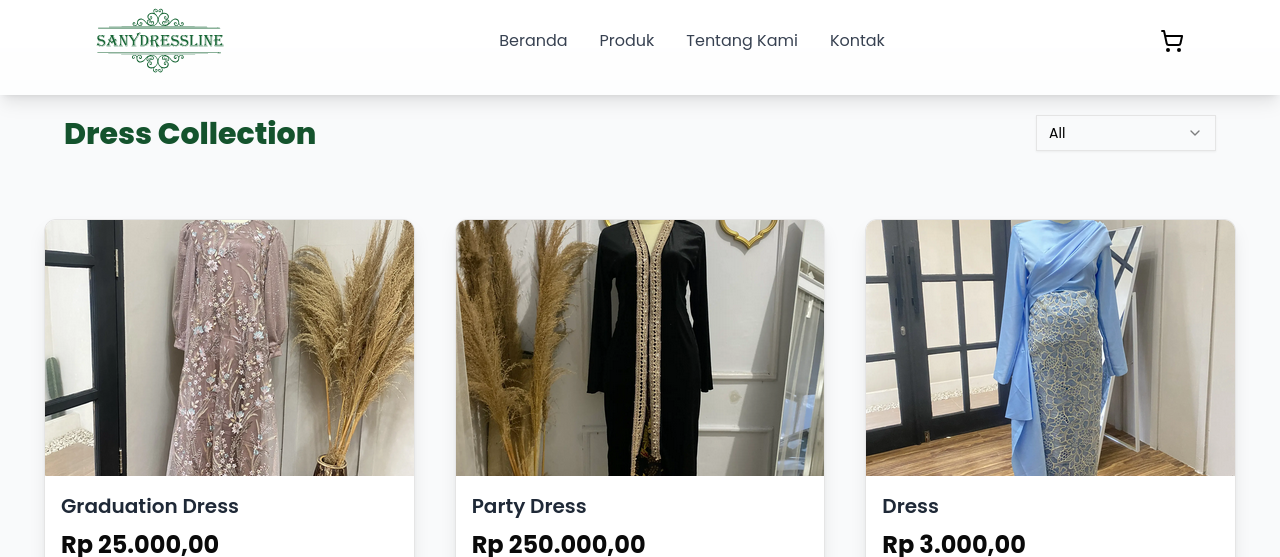 SANYDRESSLINE
Beranda Produk Tentang Kami Kontak
Dress Collection
All
Graduation Dress
Party Dress
Dress
Rp 25.000,00
Rp 250.000,00
Rp 3.000,00